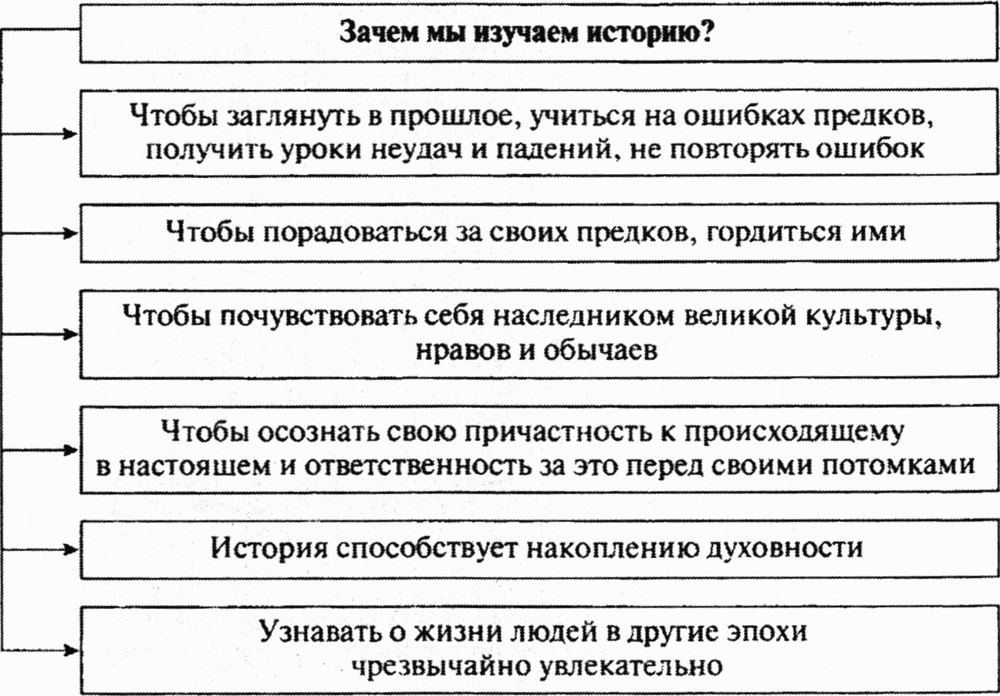 Зачем мы изучаем историю?
Чтобы заглянуть в прошлое, учиться на ошибках предков,
получить уроки неудач и падений, не повторять ошибок
Чтобы порадоваться за своих предков, гордиться ими
Чтобы почувствовать себя наследником великой культуры,
нравов и обычаев
Чтобы осознать свою причастность к происходящему
в настоящем и ответственность за это перед своими потомками
История способствует накоплению духовности
Узнавать о жизни людей в другие эпохи
чрезвычайно увлекательно